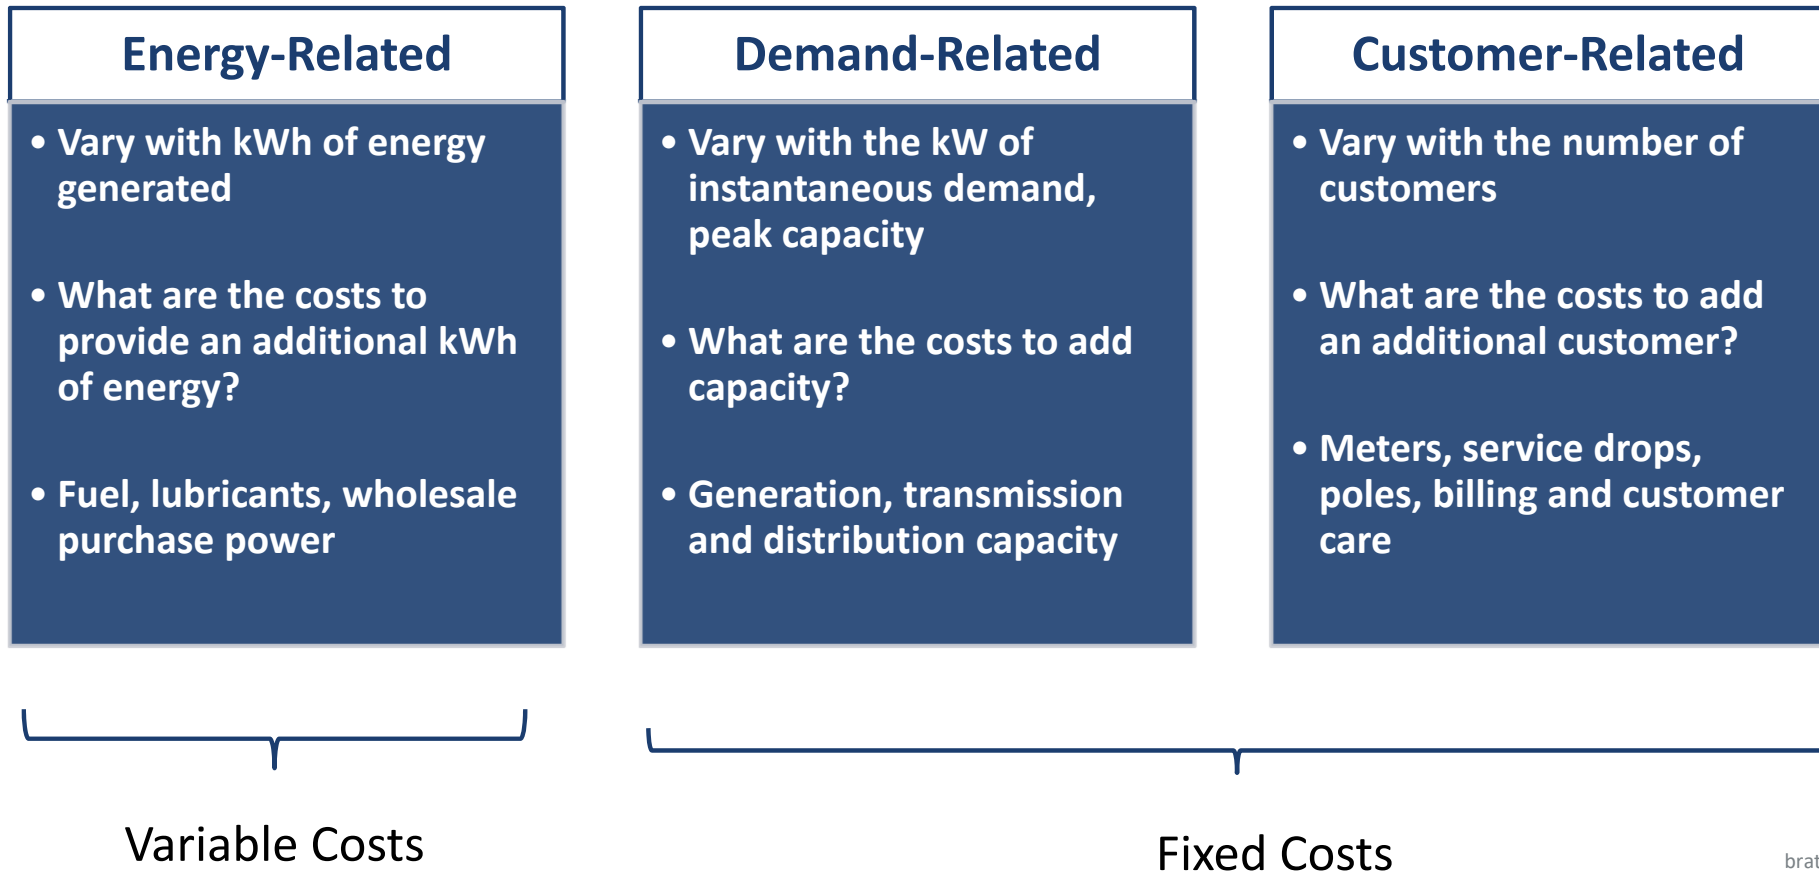 Energy-Related
• Vary with kWh of energy
generated
• What are the costs to
provide an additional kWh
of energy?
• Fuel, lubricants, wholesale
purchase power
Demand-Related
• Vary with the kW of
instantaneous demand,
peak capacity
• What are the costs to add
capacity?
• Generation, transmission
and distribution capacity
Customer-Related
• Vary with the number of
customers
• What are the costs to add
an additional customer?
• Meters, service drops,
poles, billing and customer
care
Variable Costs
Fixed Costs
brat